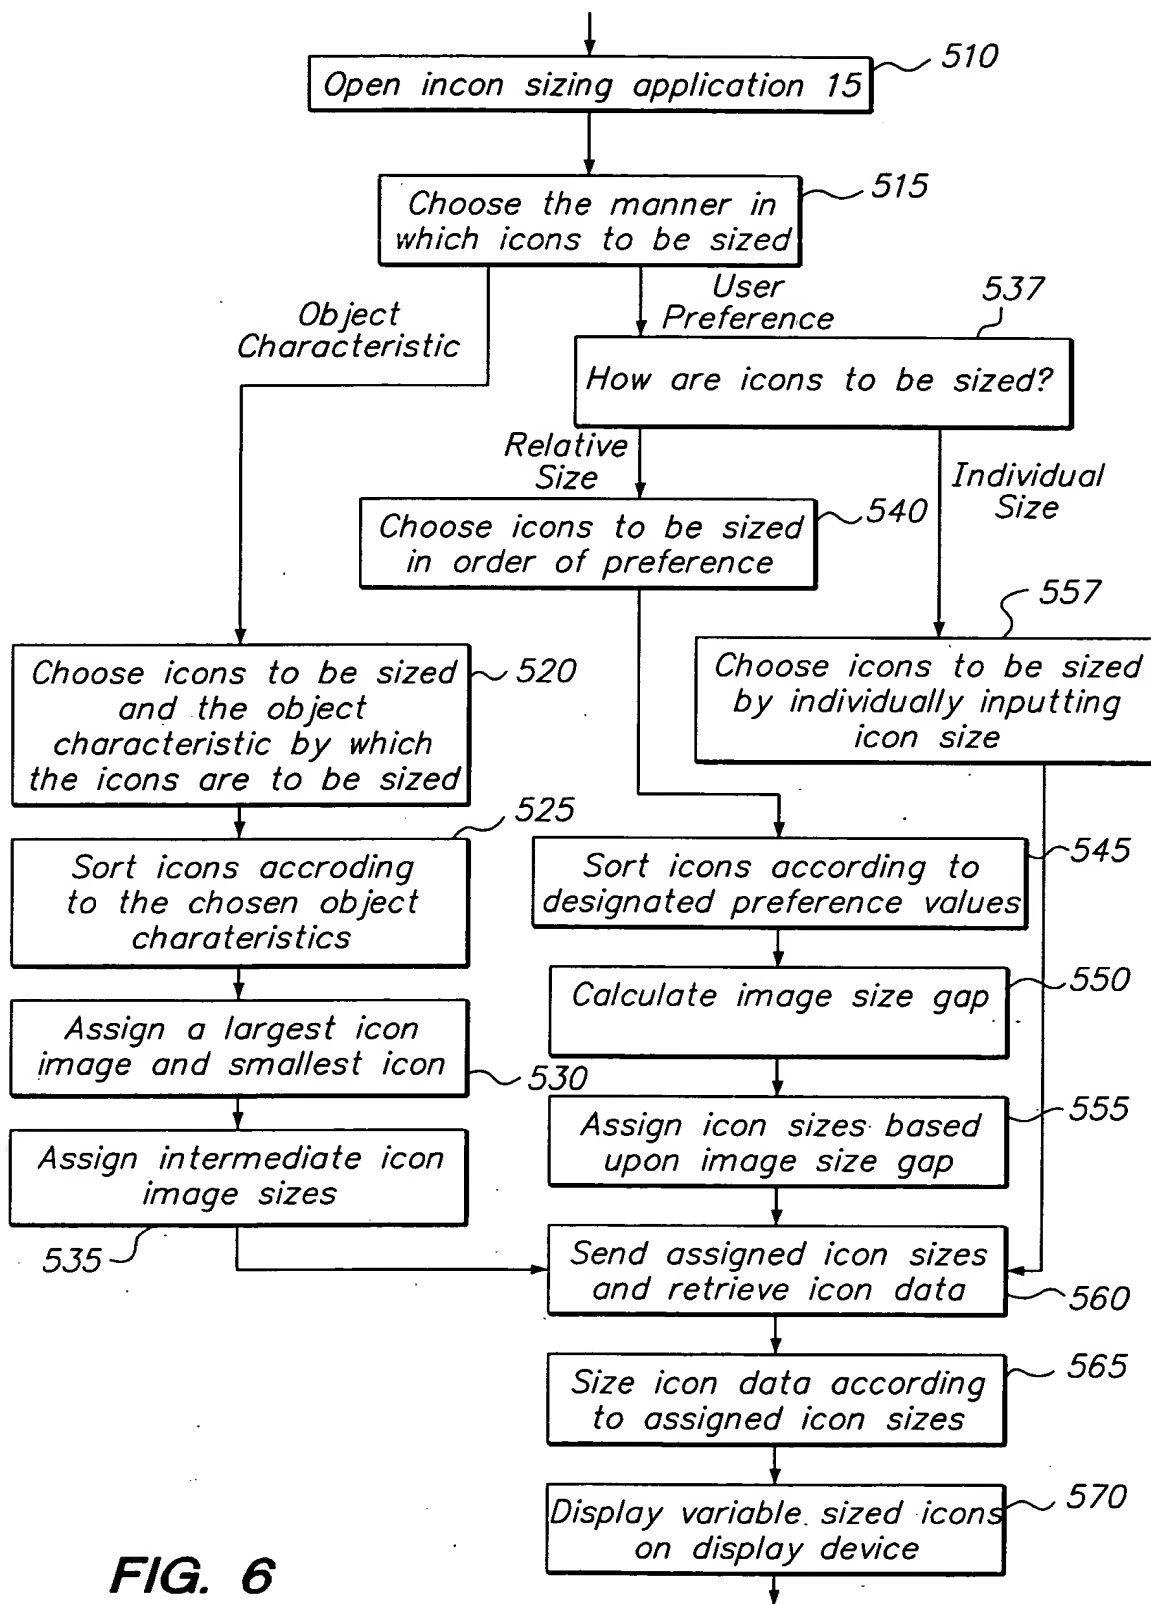 510
Open incon sizing application 15
515
Choose the manner in
which icons to be sized
Object
Characteristic
User
Preference
537
How are icons to be sized?
Relative
Size
Individual
Size
540
Choose icons to be sized
in order of preference
557
Choose icons to be sized
by individually inputting
icon size
520
Choose icons to be sized
and the object
characteristic by which
the icons are to be sized
525
Sort icons accroding
to the chosen object
charateristics
545
Sort icons according to
designated preference values
550
Calculate image size gap
Assign a largest icon
image and smallest icon
530
555
Assign icon sizes based
upon image size gap
Assign intermediate icon
image sizes
535
Send assigned icon sizes
and retrieve icon data
560
565
Size icon data according
to assigned icon sizes
570
Display variable sized icons
on display device
FIG. 6